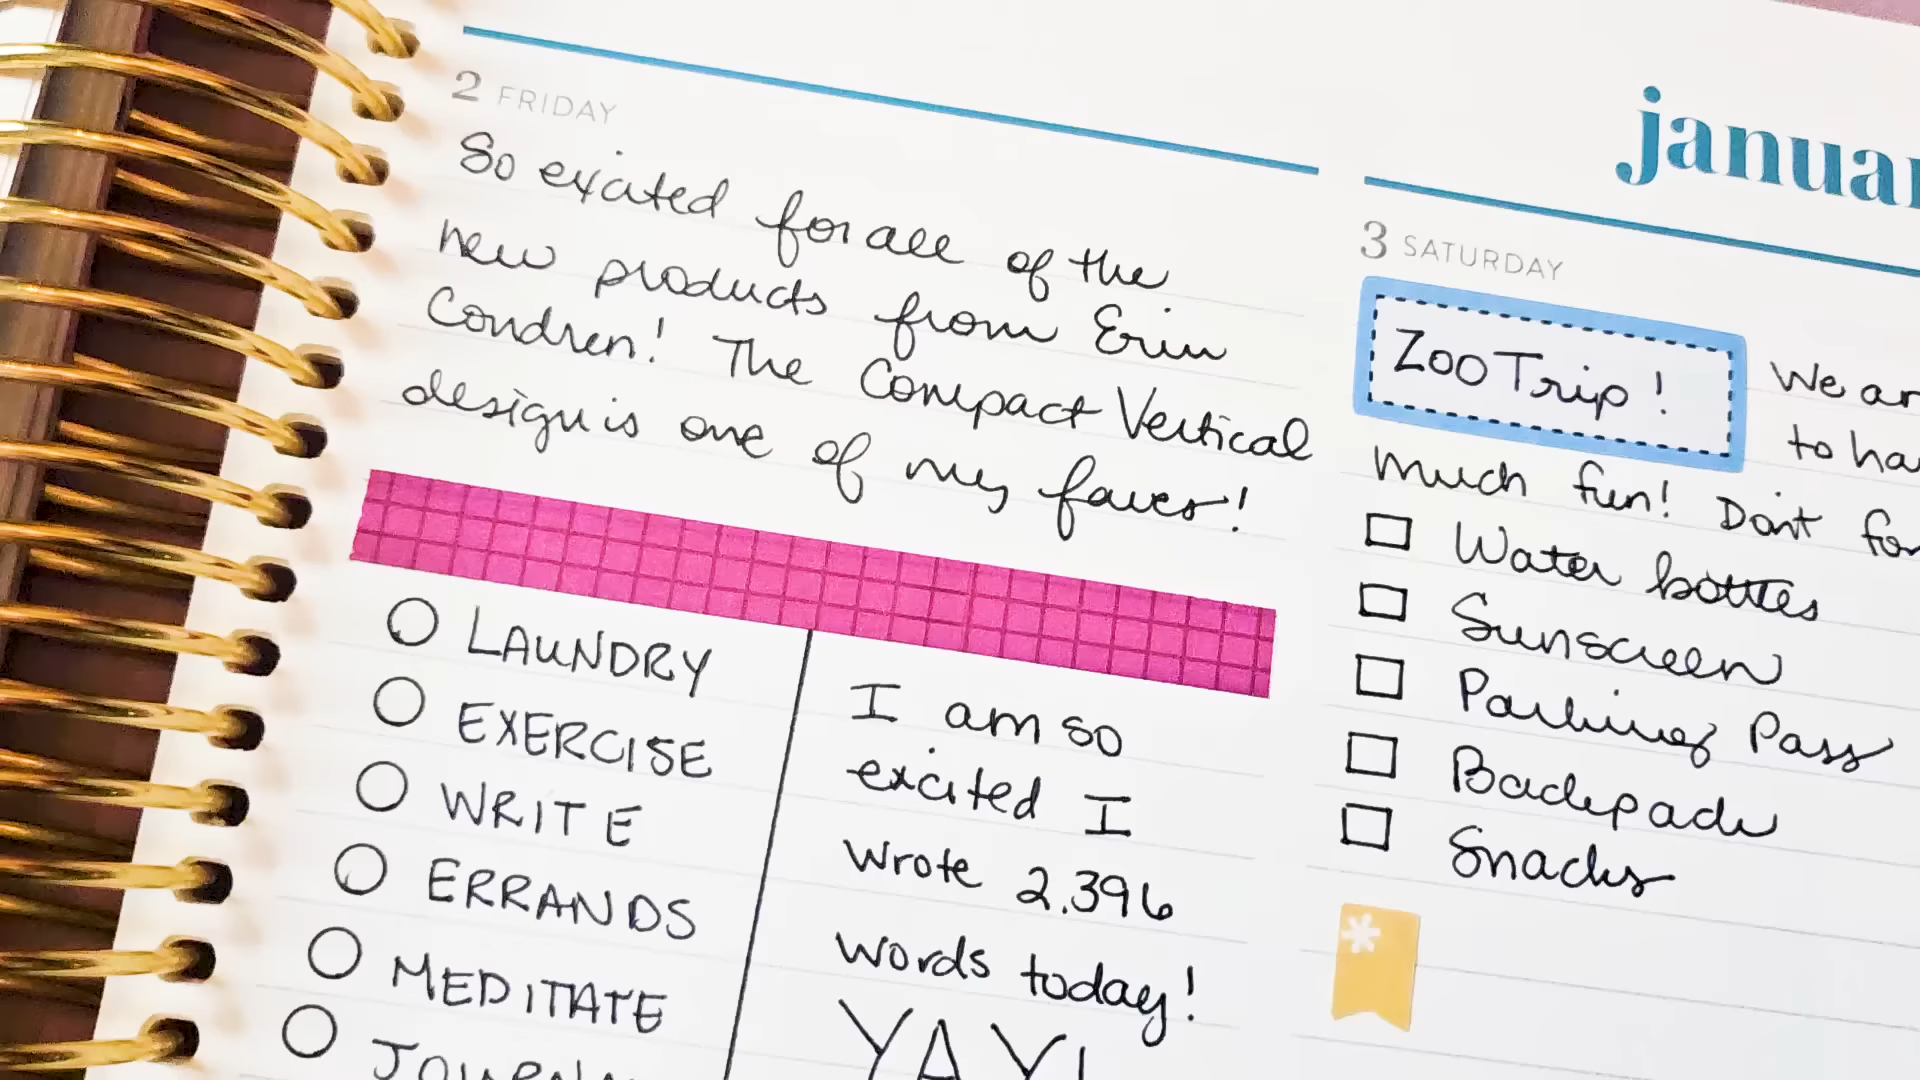 januar
2 FRIDAY
So excited for all of the
new products from Erin
Condren! The Compact Vertical
design is one of my faves!
LAUNDRY
EXERCISE
WRITE
ERRANDS
MEDITATE
I am so
excited I
wrote 2.396
words today!
YAY!
3 SATURDAY
Zoo Trip!
We ar
to ha
much fun! Don't for
Water bottles
Sunscreen
Parking Pass
Backpack
Snacks